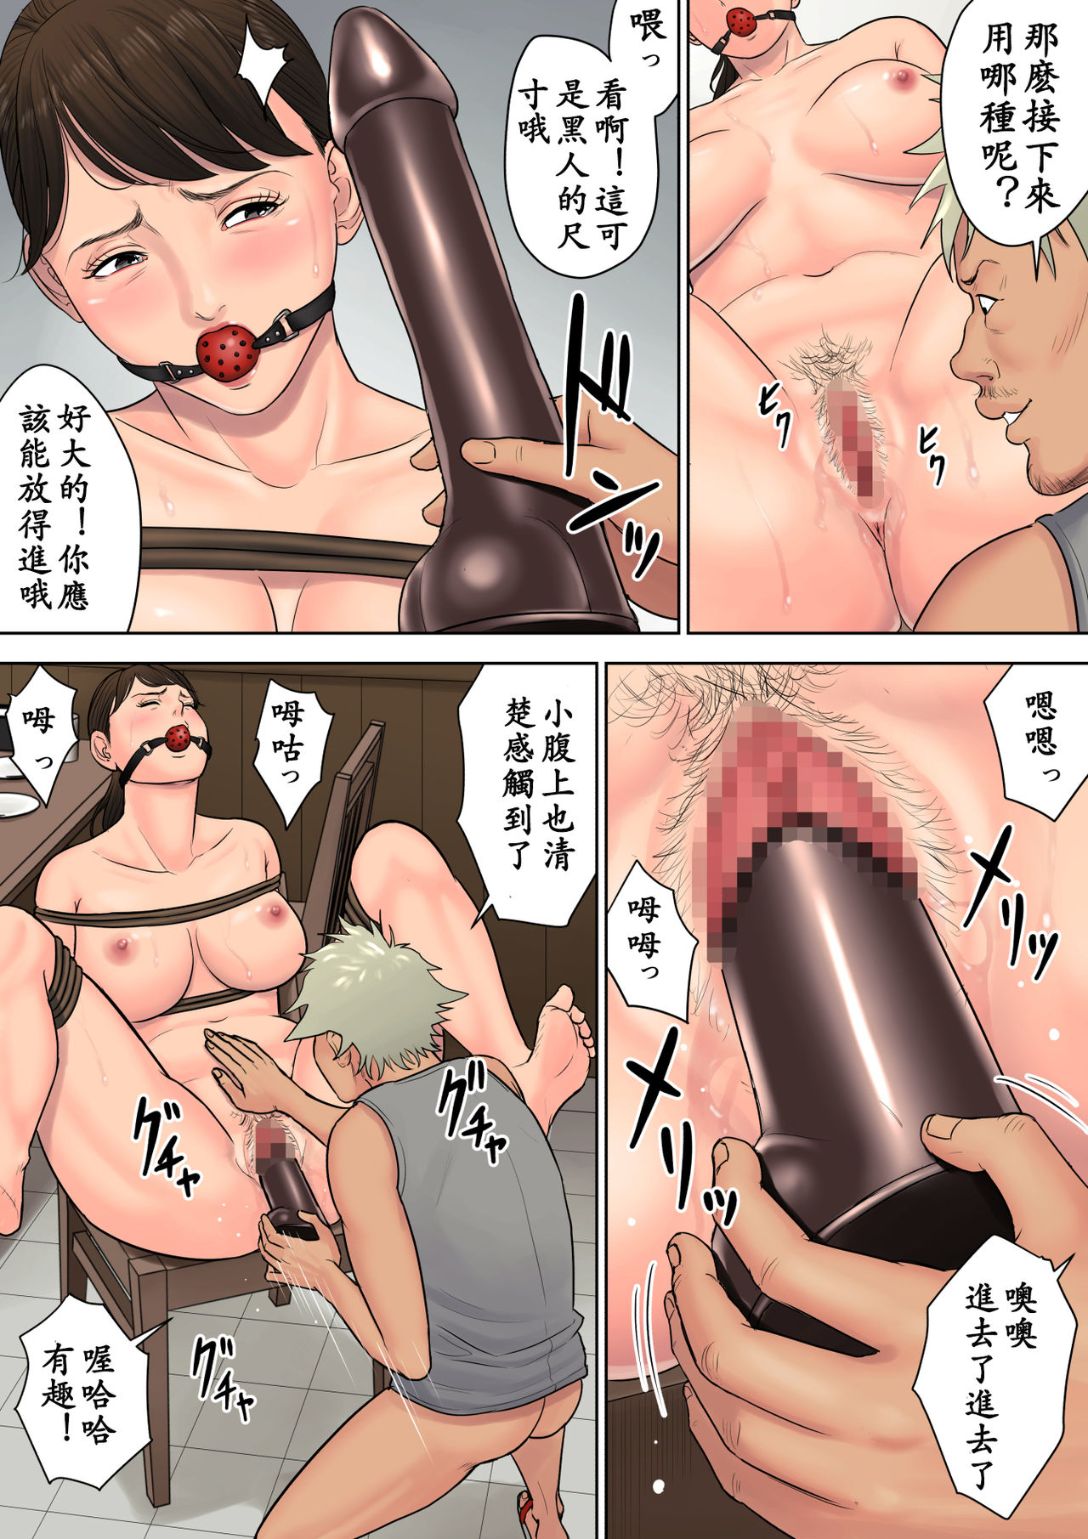 那麼接下來
用哪種呢？
ヒク
ヒク
喂っ
看啊！這可
是黑人的尺
寸哦
ドンッ
好大的！你應
該能放得進哦
嗯嗯っ
メリッ
呣呣っ
メリッ
噢噢
進去了進去了
小腹上也清
楚感觸到了
呣咕っ
呣っ
グチャ
グチャ
グチャ
喔哈哈
有趣！